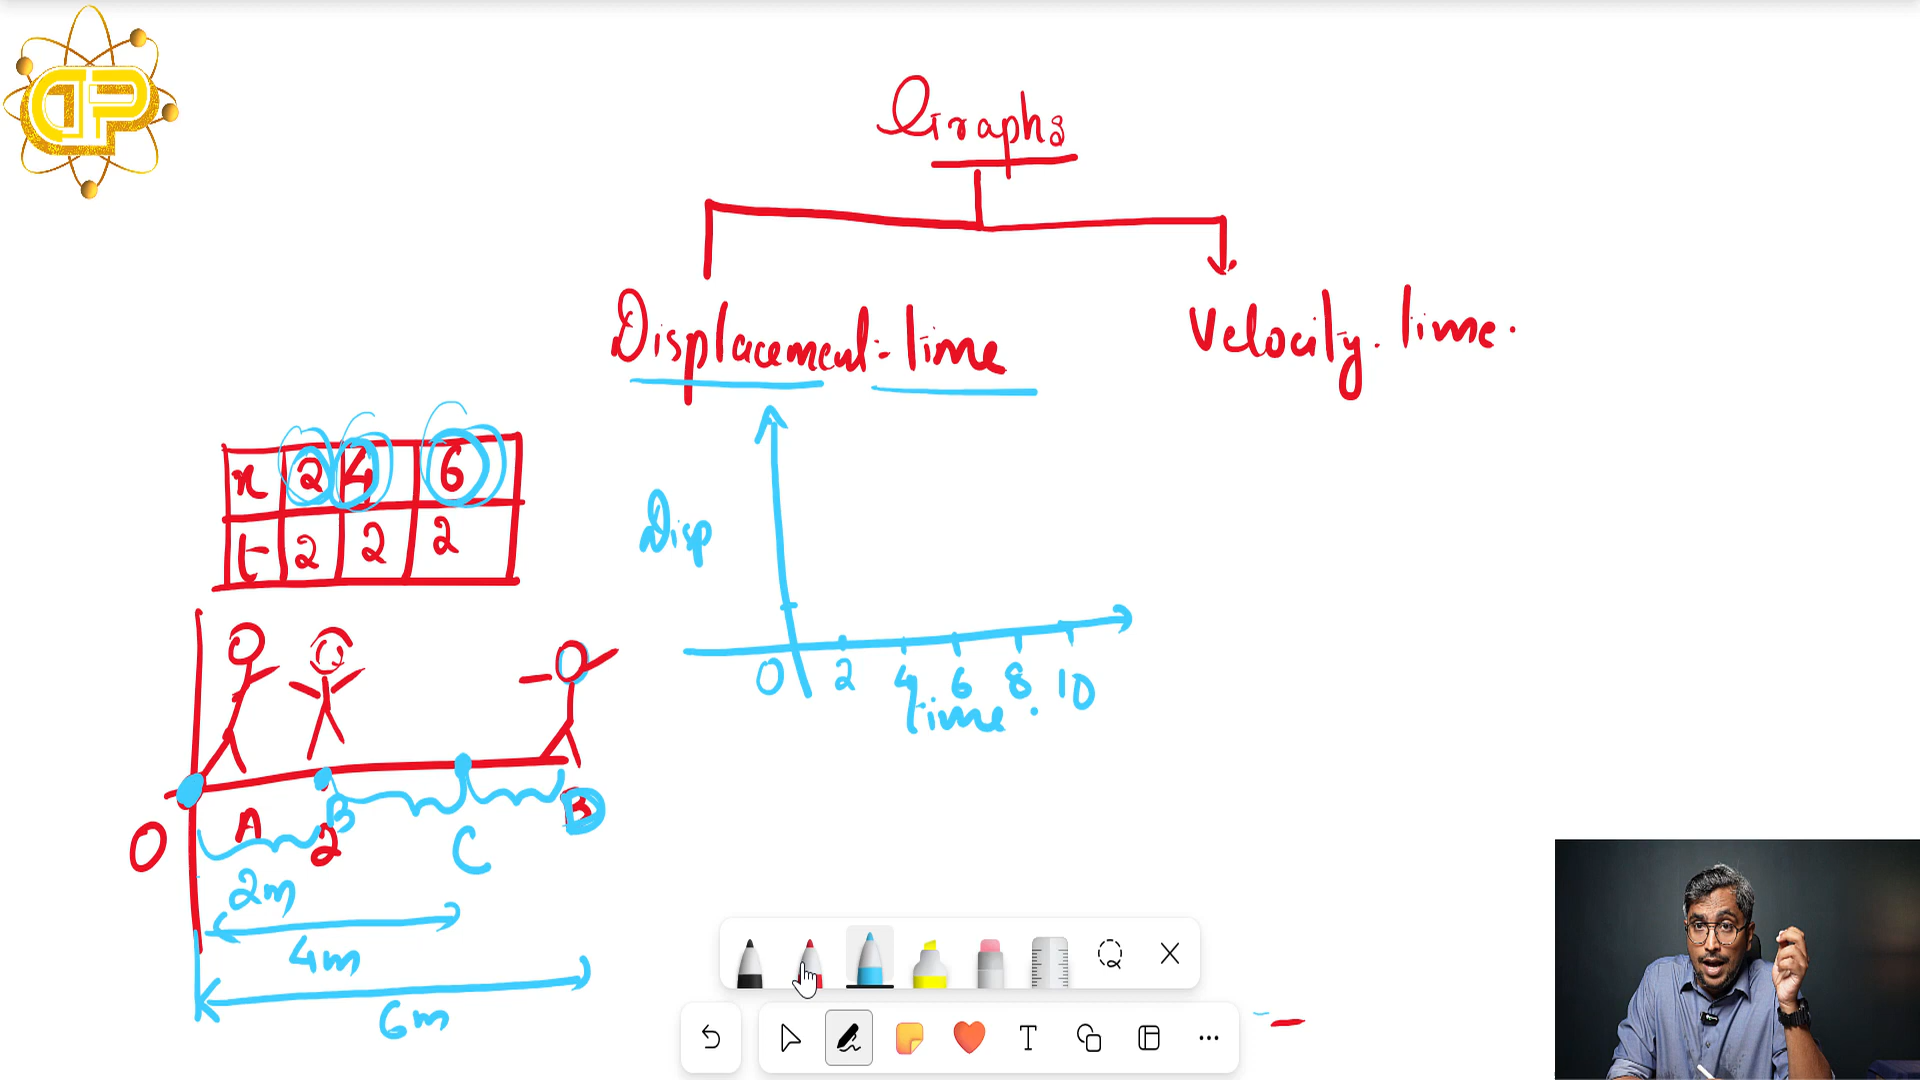 DP
Graphs
Displacement-time
Velocity-time.
x 2 4 6
t 2 2 2
Disp
0 2 4 6 8 10
time.
O A 2 B C D
2m
4m
6m
T